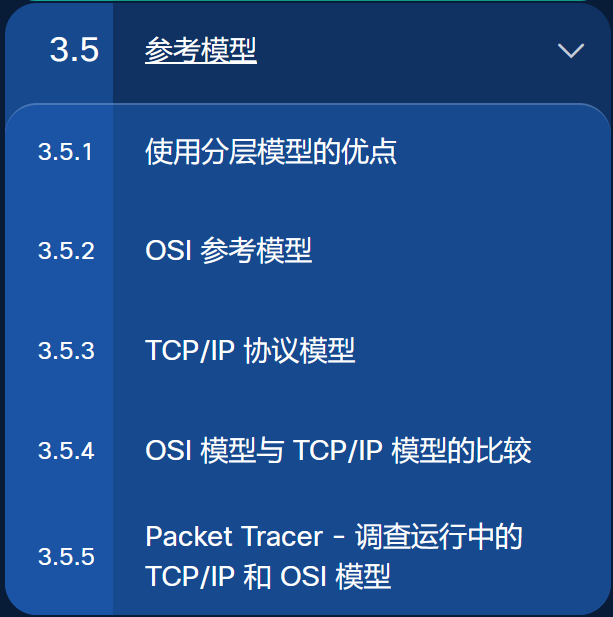 3.5 参考模型
3.5.1 使用分层模型的优点
3.5.2 OSI 参考模型
3.5.3 TCP/IP 协议模型
3.5.4 OSI 模型与 TCP/IP 模型的比较
3.5.5 Packet Tracer - 调查运行中的
TCP/IP 和 OSI 模型